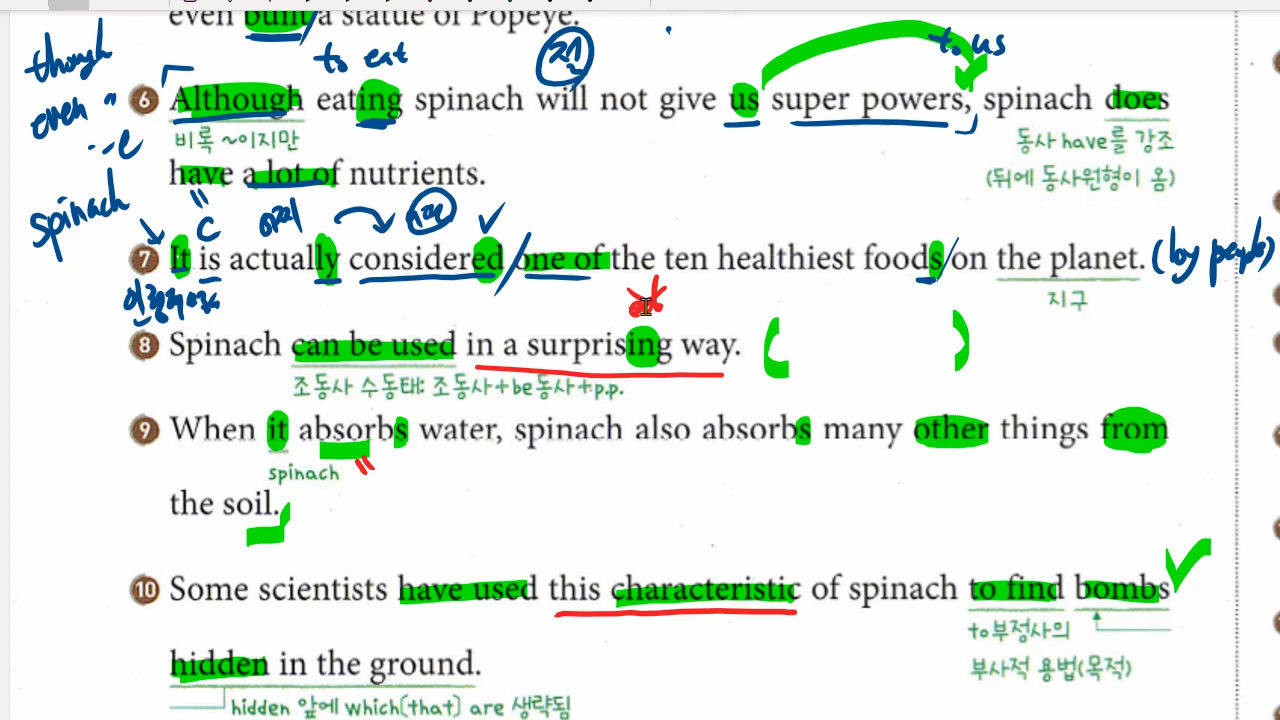 even built a statue of Popeye.
though
to eat
to us
even "
6 Although eating spinach will not give us super powers, spinach does
비록 ~이지만
동사 have를 강조
have a lot of nutrients.
(뒤에 동사원형이 옴)
spinach
C
7 It is actually considered one of the ten healthiest foods on the planet. (by people)
지구
8 Spinach can be used in a surprising way.
조동사 수동태: 조동사+be동사+p.p.
9 When it absorbs water, spinach also absorbs many other things from
spinach
the soil.
10 Some scientists have used this characteristic of spinach to find bombs
to부정사의
부사적 용법(목적)
hidden in the ground.
hidden 앞에 which(that) are 생략됨